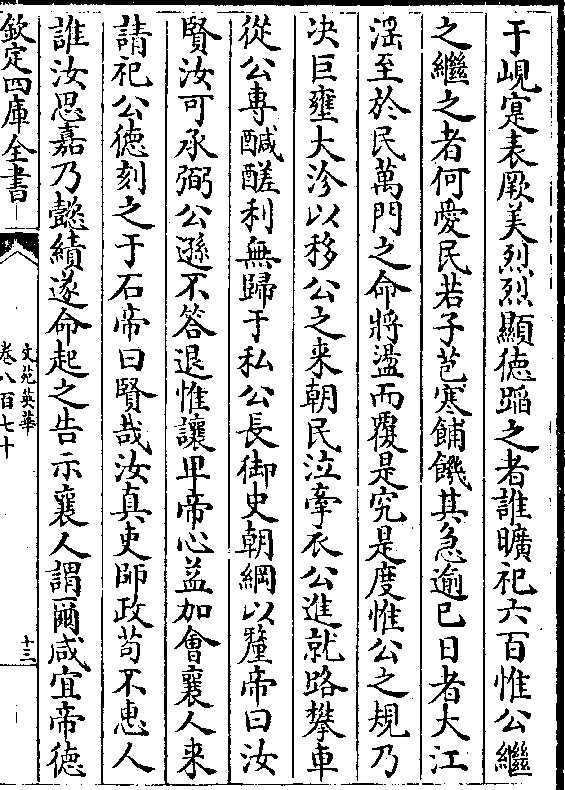 于峴寔表厥美烈烈顯德蹈之者誰曠祀六百惟公繼
之繼之者何愛民若子苞寒餔饑其急逾已日者大江
滛至於民萬門之命將盪而覆是究是度惟公之規乃
决巨壅大沴以移公之来朝民泣牽衣公進就路攀車
從公專鹹醝利無歸于私公長御史朝綱以釐帝曰汝
賢汝可承弼公遜不答退惟讓卑帝心益加會襄人来
請祀公德刻之于石帝曰賢哉汝真吏師政苟不惠人
誰汝思嘉乃懿績遂命起之告示襄人謂爾咸宜帝德
欽定四庫全書
文苑英華
卷八百七十
十三